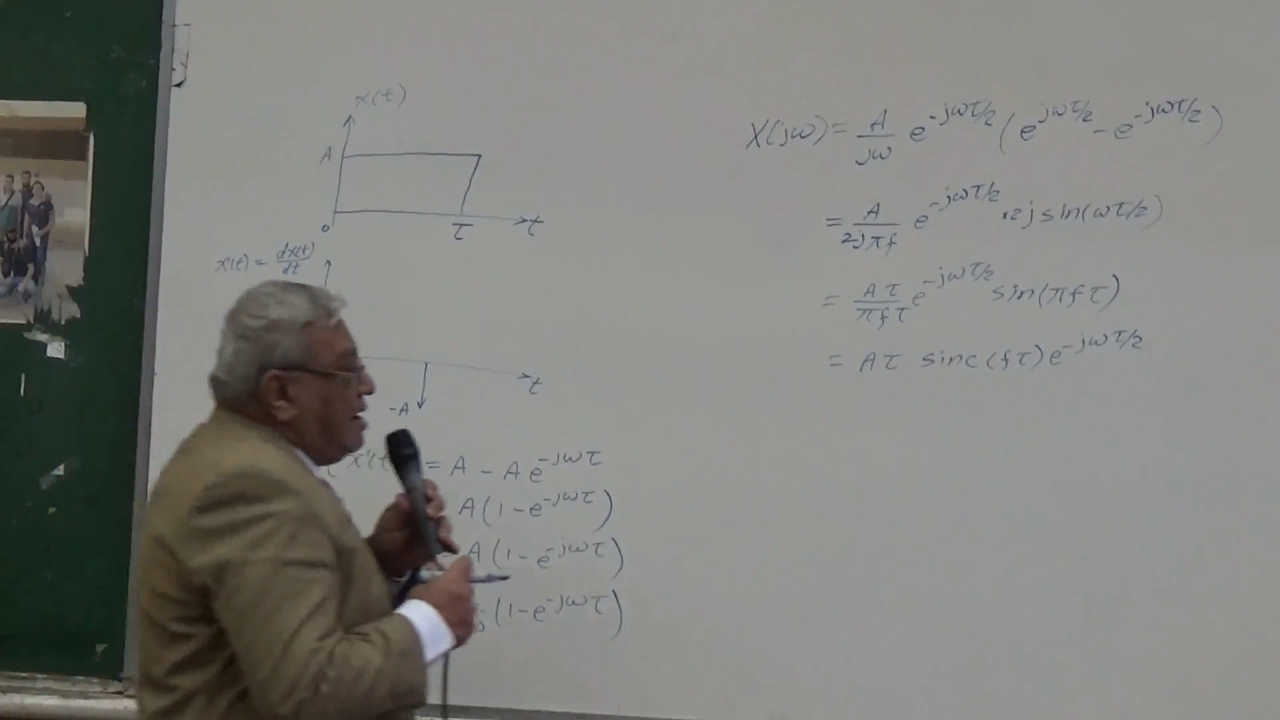 x(t)
A
0 τ t
x'(t) = dx(t)/dt
t
-A
x'(t) = A - A e^{-jωτ}
A(1-e^{-jωτ})
A(1-e^{-jωτ})
(1-e^{-jωτ})
X(jω) = A/jω e^{-jωτ/2} (e^{jωτ/2} - e^{-jωτ/2})
= A/2jπf e^{-jωτ/2} · 2j sin(ωτ/2)
= Aτ/πfτ e^{-jωτ/2} sin(πfτ)
= Aτ sinc(fτ) e^{-jωτ/2}